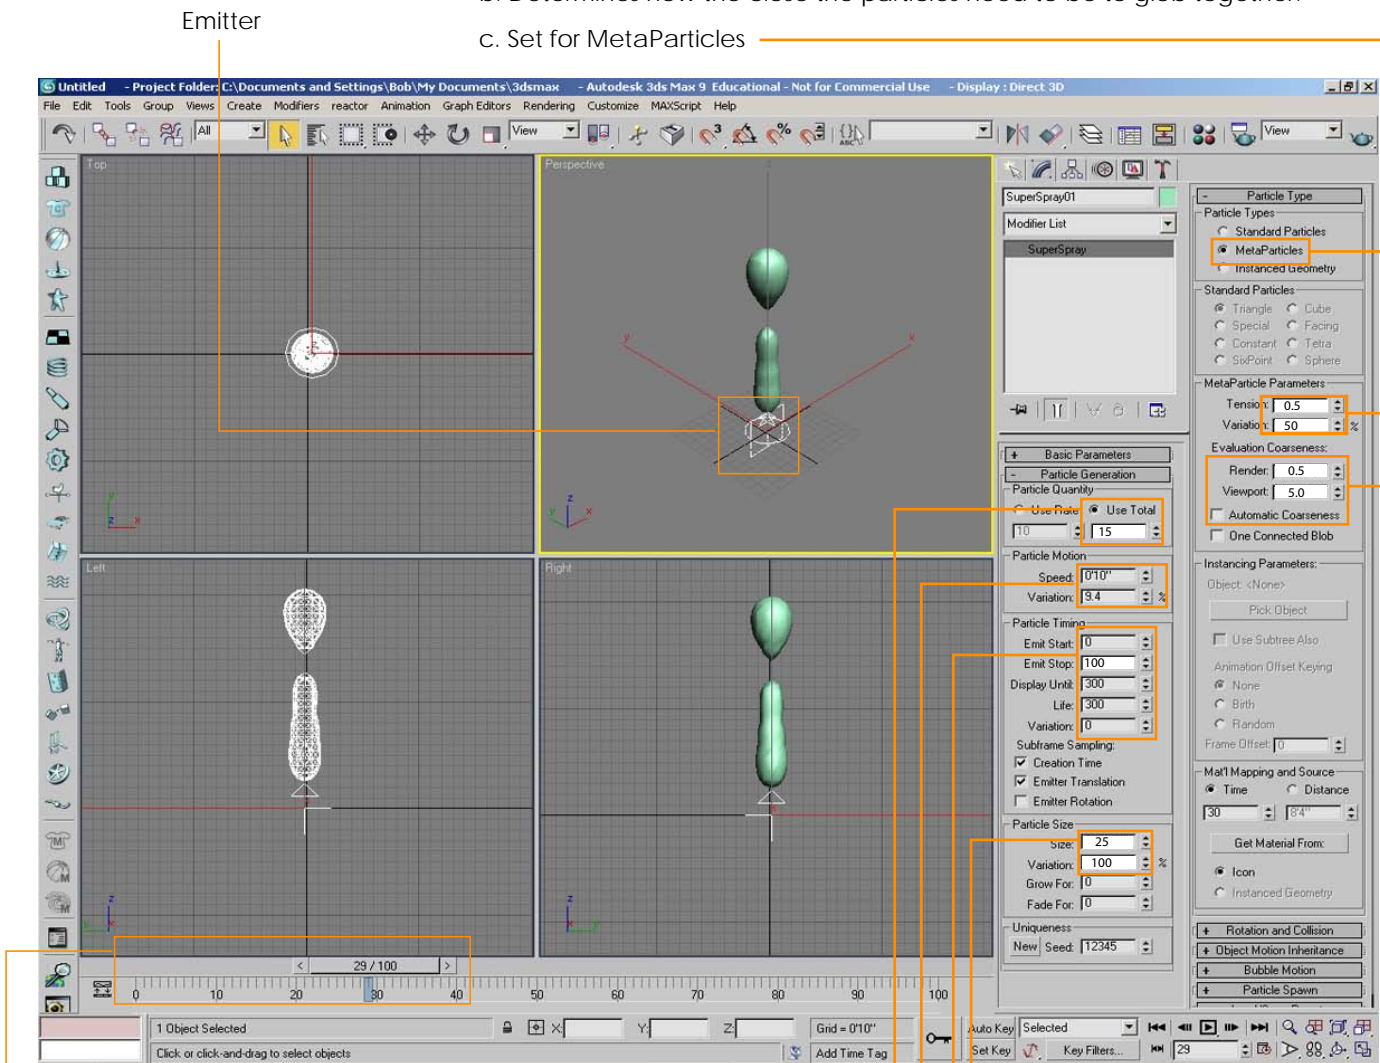 b. Determines how the close the particles need to be to glob together.
Emitter
c. Set for MetaParticles
Untitled - Project Folder: C:\Documents and Settings\Bob\My Documents\3dsmax - Autodesk 3ds Max 9 Educational - Not for Commercial Use - Display : Direct 3D
File Edit Tools Group Views Create Modifiers reactor Animation Graph Editors Rendering Customize MAXScript Help
All View View
Top
Perspective
Left
Right
SuperSpray01
Modifier List
SuperSpray
+ Basic Parameters
- Particle Generation
Particle Quantity
Use Rate Use Total
10 15
Particle Motion
Speed: 0'10"
Variation: 9.4 %
Particle Timing
Emit Start: 0
Emit Stop: 100
Display Until: 300
Life: 300
Variation: 0
Subframe Sampling:
Creation Time
Emitter Translation
Emitter Rotation
Particle Size
Size: 25
Variation: 100 %
Grow For: 0
Fade For: 0
Uniqueness
New Seed: 12345
- Particle Type
Particle Types
Standard Particles
MetaParticles
Instanced Geometry
Standard Particles
Triangle Cube
Special Facing
Constant Tetra
SixPoint Sphere
MetaParticle Parameters
Tension: 0.5
Variation: 50 %
Evaluation Coarseness:
Render: 0.5
Viewport: 5.0
Automatic Coarseness
One Connected Blob
Instancing Parameters:
Object: <None>
Pick Object
Use Subtree Also
Animation Offset Keying
None
Birth
Random
Frame Offset: 0
Mat'l Mapping and Source
Time Distance
30 8'4"
Get Material From:
Icon
Instanced Geometry
+ Rotation and Collision
+ Object Motion Inheritance
+ Bubble Motion
+ Particle Spawn
< 29 / 100 >
0 10 20 30 40 50 60 70 80 90 100
1 Object Selected X: Y: Z: Grid = 0'10" Auto Key Selected
Click or click-and-drag to select objects Add Time Tag Set Key Key Filters... 29